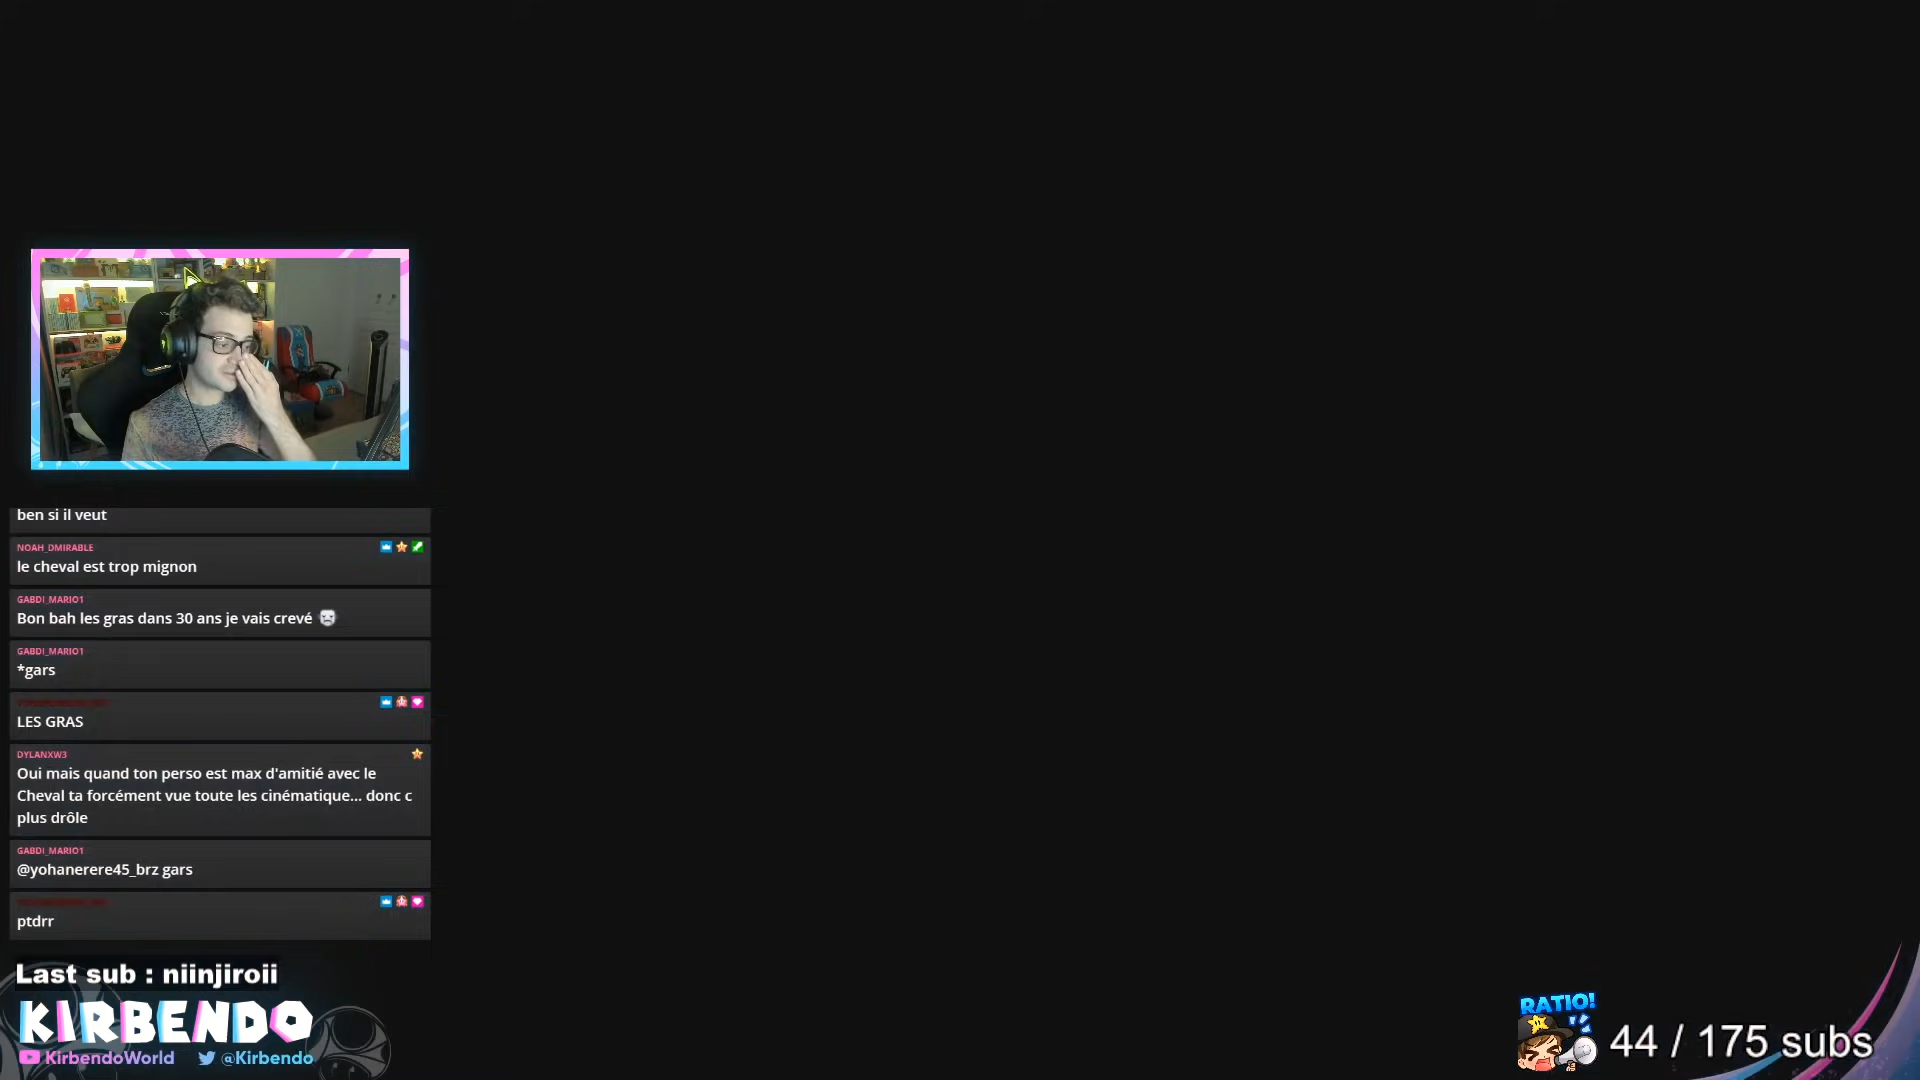 ben si il veut
NOAH_DMIRABLE
le cheval est trop mignon
GABDI_MARIO1
Bon bah les gras dans 30 ans je vais crevé
GABDI_MARIO1
*gars
LES GRAS
DYLANXW3
Oui mais quand ton perso est max d'amitié avec le
Cheval ta forcément vue toute les cinématique... donc c
plus drôle
GABDI_MARIO1
@yohanerere45_brz gars
ptdrr
Last sub : niinjiroii
KIRBENDO
KirbendoWorld @Kirbendo
RATIO!
44 / 175 subs